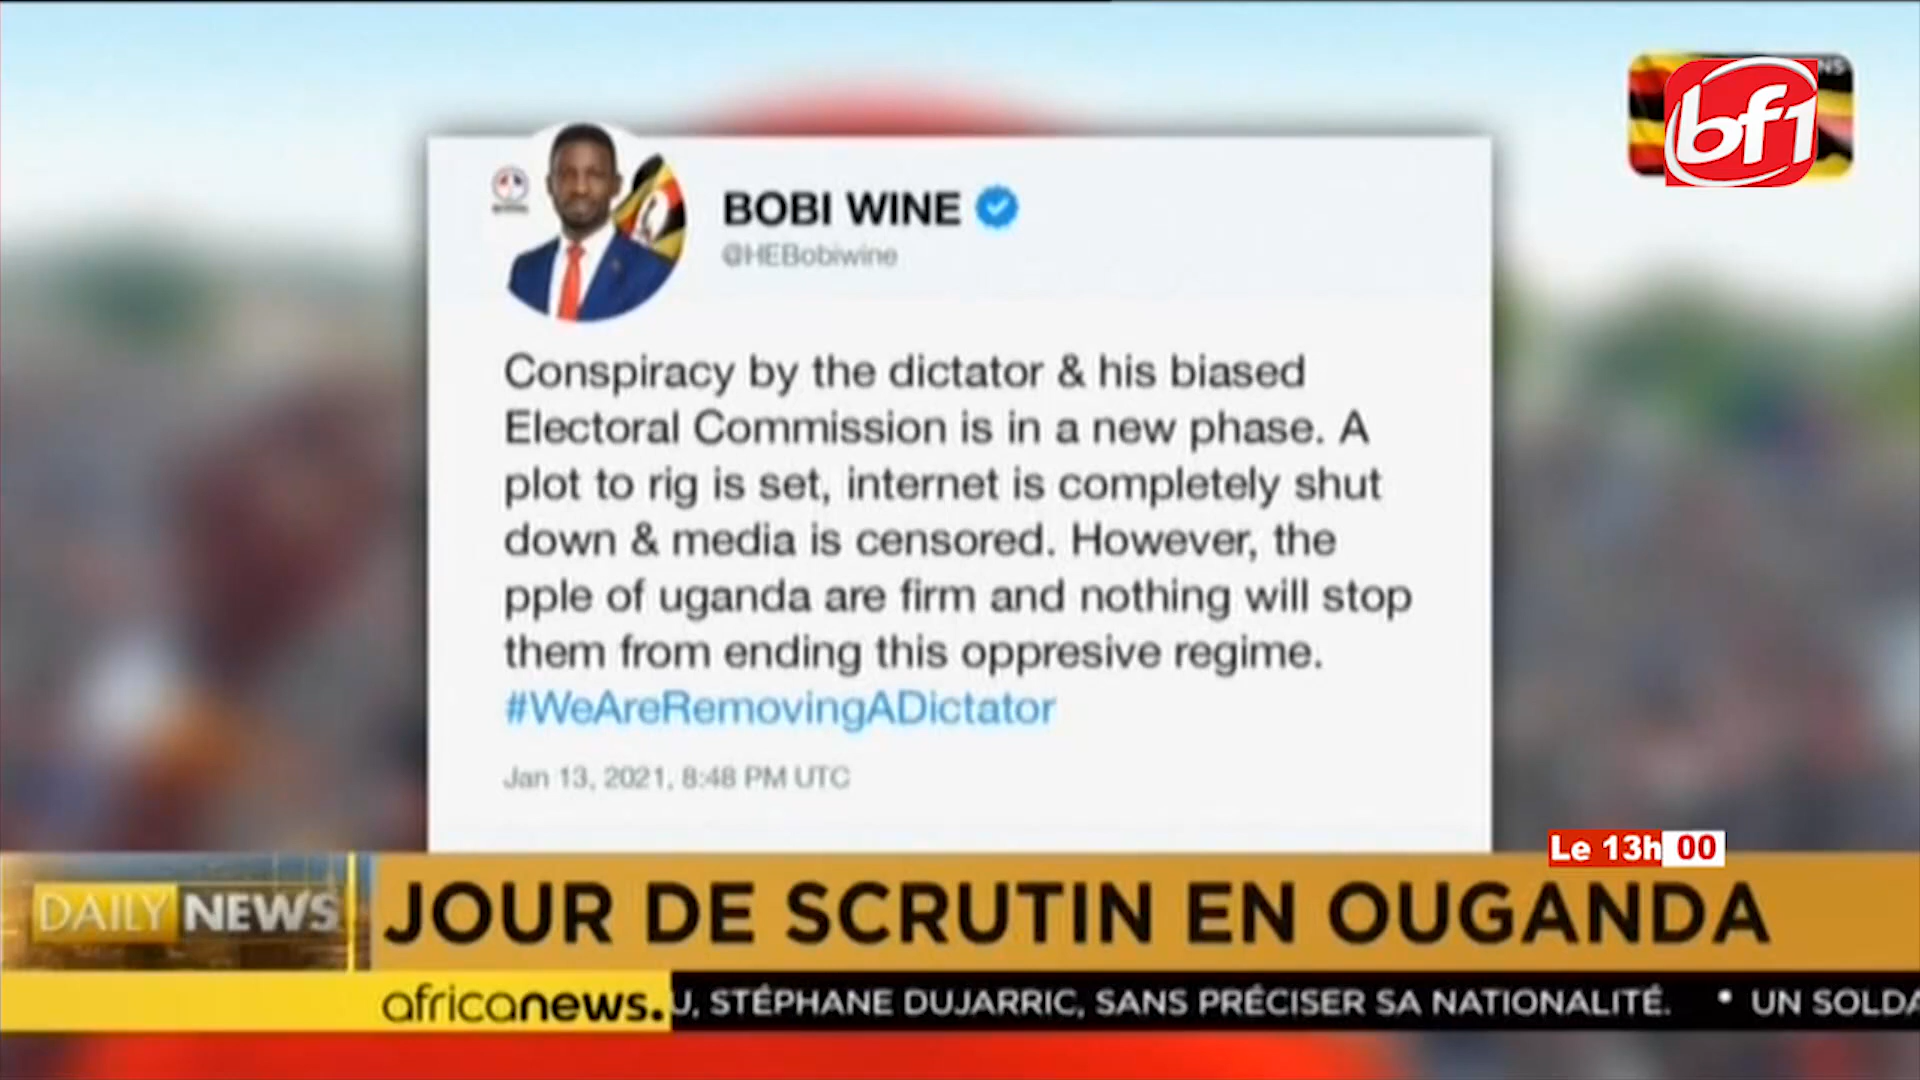 NS
bf1
BOBI WINE
@HEBobiwine
Conspiracy by the dictator & his biased
Electoral Commission is in a new phase. A
plot to rig is set, internet is completely shut
down & media is censored. However, the
pple of uganda are firm and nothing will stop
them from ending this oppresive regime.
#WeAreRemovingADictator
Jan 13, 2021, 8:48 PM UTC
Le 13h 00
DAILY NEWS
JOUR DE SCRUTIN EN OUGANDA
africanews.
U, STÉPHANE DUJARRIC, SANS PRÉCISER SA NATIONALITÉ. • UN SOLDA